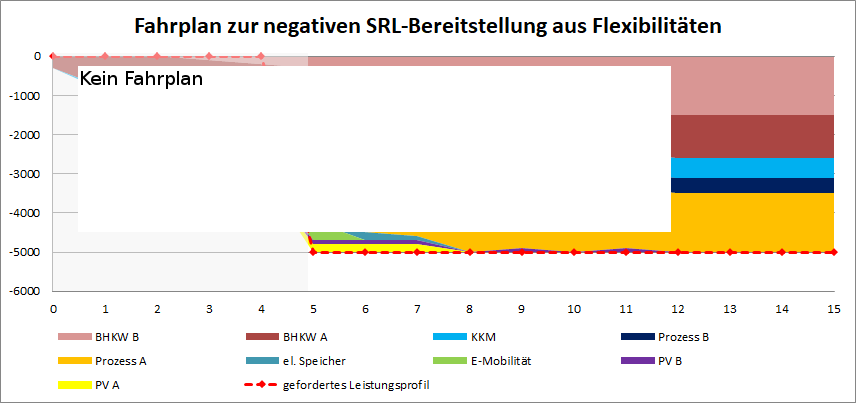 Fahrplan zur negativen SRL-Bereitstellung aus Flexibilitäten
0
-1000
-2000
-3000
-4000
-5000
-6000
Kein Fahrplan
0 1 2 3 4 5 6 7 8 9 10 11 12 13 14 15
BHKW B BHKW A KKM Prozess B
Prozess A el. Speicher E-Mobilität PV B
PV A gefordertes Leistungsprofil